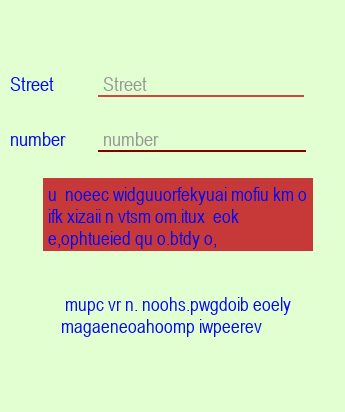 Street Street
number number
u noeec widguuorfekyuai mofiu km o
ifk xizaii n vtsm om.itux eok
e,ophtueied qu o.btdy o,
mupc vr n. noohs.pwgdoib eoely
magaeneoahoomp iwpeerev